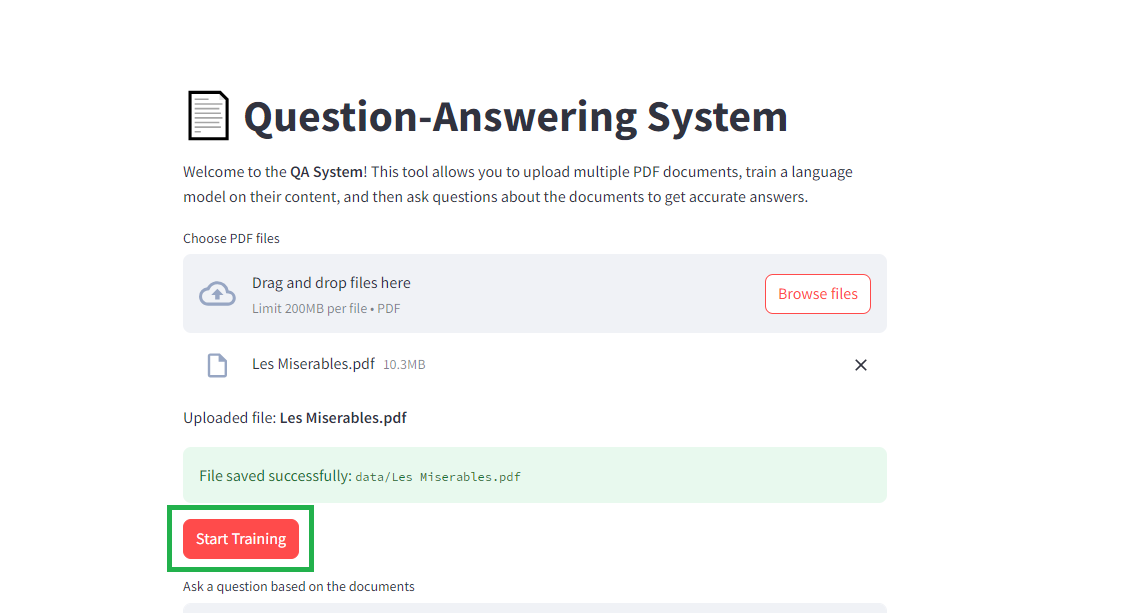 Question-Answering System
Welcome to the QA System! This tool allows you to upload multiple PDF documents, train a language
model on their content, and then ask questions about the documents to get accurate answers.
Choose PDF files
Drag and drop files here
Limit 200MB per file • PDF
Browse files
Les Miserables.pdf 10.3MB
Uploaded file: Les Miserables.pdf
File saved successfully: data/Les Miserables.pdf
Start Training
Ask a question based on the documents